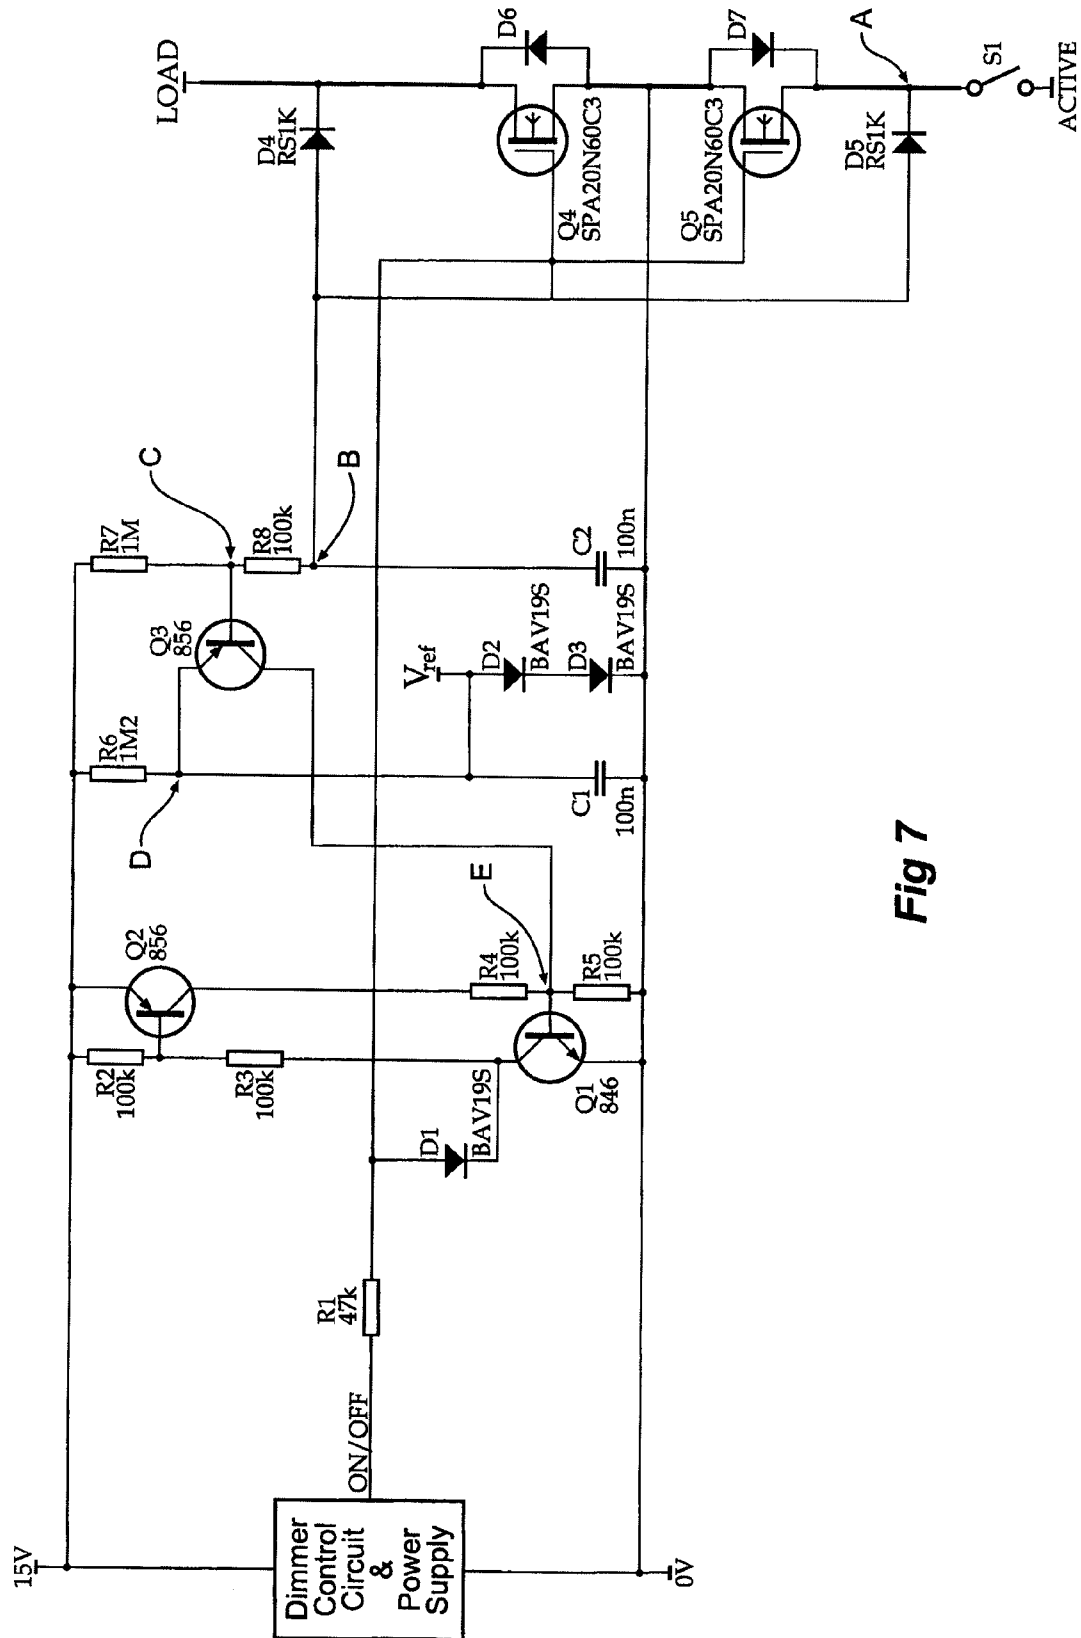 15V
Dimmer
Control
Circuit
&
Power
Supply
0V
ON/OFF
R1
47k
D1
BAV19S
R2
100k
R3
100k
Q2
856
Q1
846
R4
100k
R5
100k
E
D
R6
1M2
Q3
856
C
R7
1M
R8
100k
B
Vref
C1
100n
D2
BAV19S
D3
BAV19S
C2
100n
LOAD
D4
RS1K
D6
Q4
SPA20N60C3
Q5
SPA20N60C3
D7
D5
RS1K
A
S1
ACTIVE
Fig 7